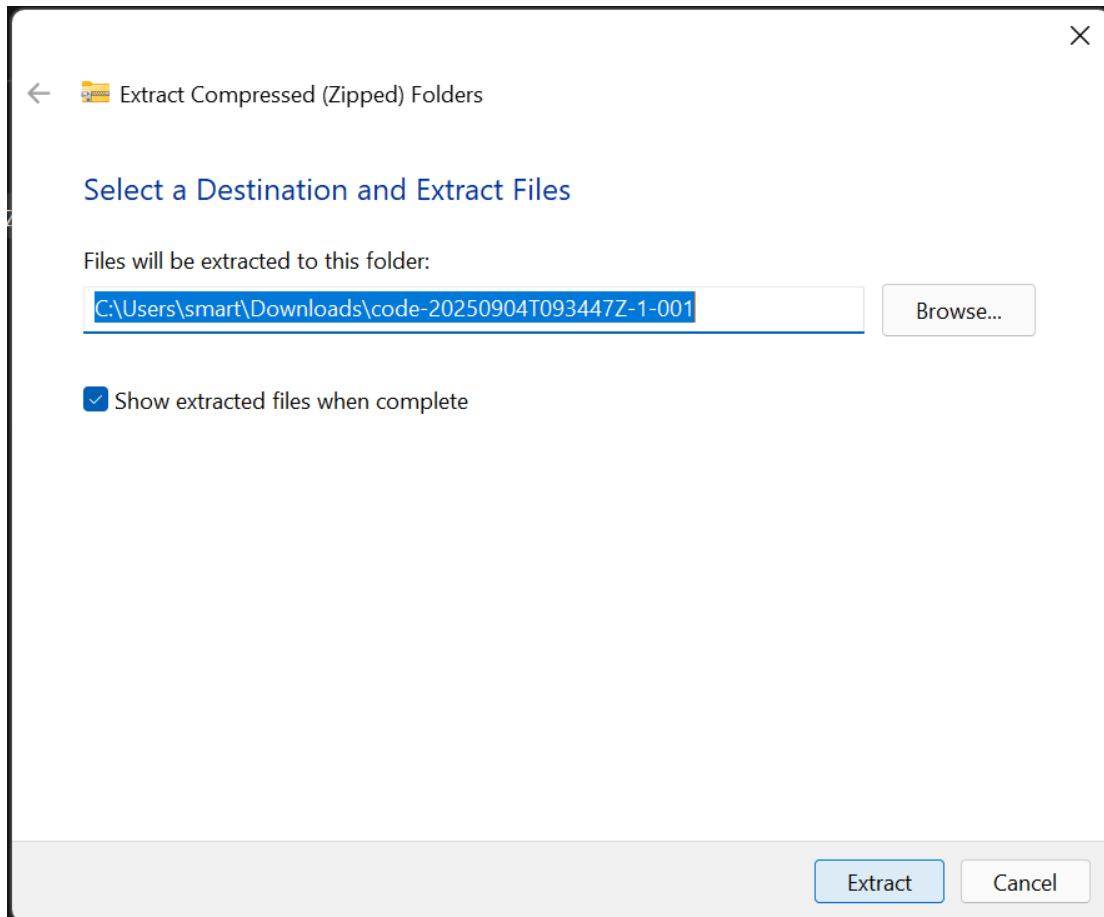 Extract Compressed (Zipped) Folders
Select a Destination and Extract Files
Files will be extracted to this folder:
C:\Users\smart\Downloads\code-20250904T093447Z-1-001
Browse...
Show extracted files when complete
Extract
Cancel